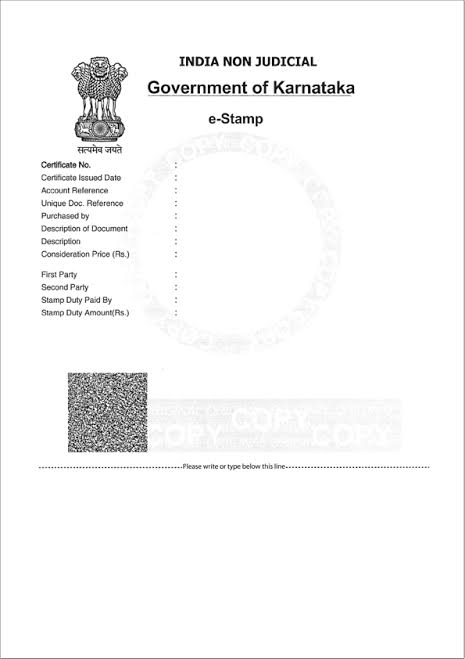 INDIA NON JUDICIAL
Government of Karnataka
e-Stamp
सत्यमेव जयते
Certificate No. :
Certificate Issued Date :
Account Reference :
Unique Doc. Reference :
Purchased by :
Description of Document :
Description :
Consideration Price (Rs.) :
First Party :
Second Party :
Stamp Duty Paid By :
Stamp Duty Amount(Rs.) :
COPY
COPY
COPY
COPY
COPY
Please write or type below this line